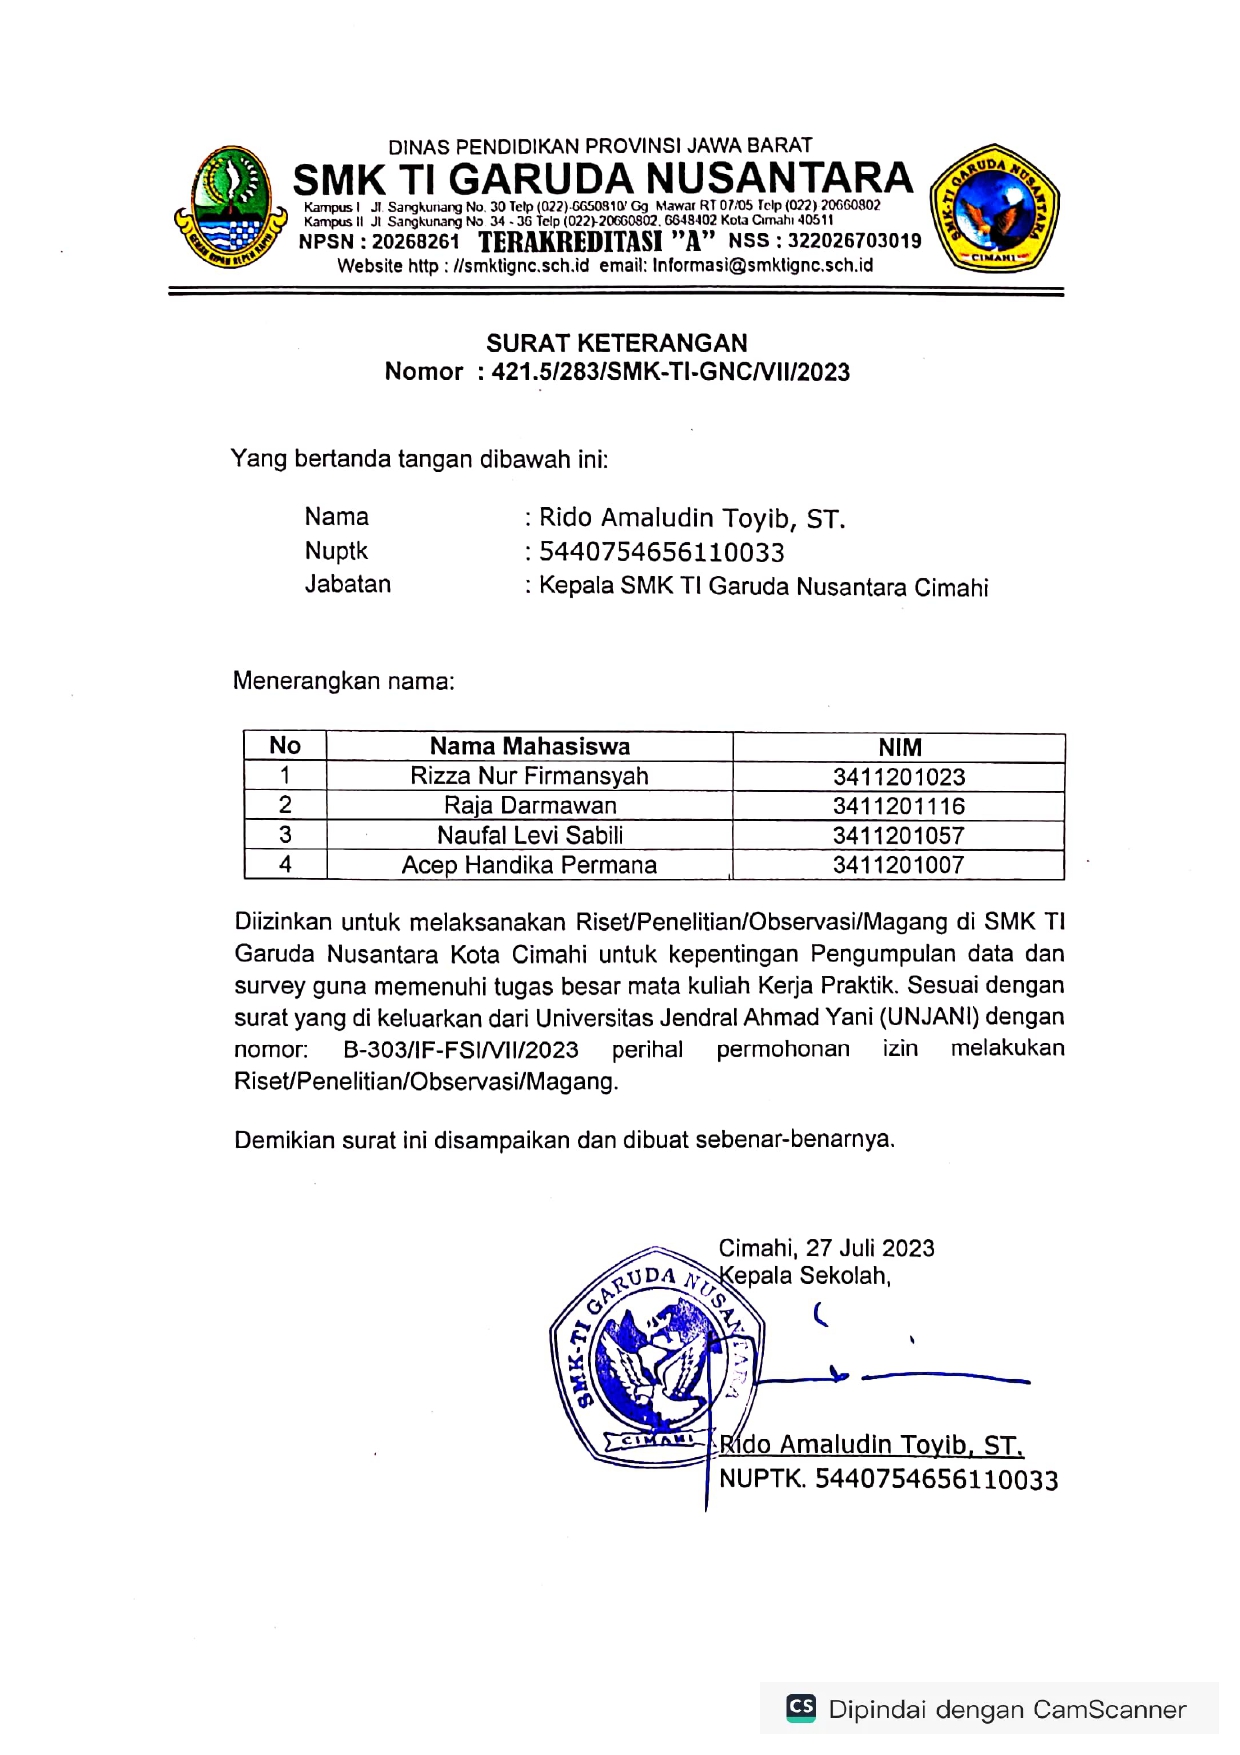 DINAS PENDIDIKAN PROVINSI JAWA BARAT
SMK TI GARUDA NUSANTARA
Kampus I Jl. Sangkunang No. 30 Telp (022)-6650810/ Gg Mawar RT 07/05 Telp (022) 20660802
Kampus II Jl Sangkunang No. 34 - 36 Telp (022)-20660802, 6648402 Kota Cimahi 40511
NPSN : 20268261 TERAKREDITASI "A" NSS : 322026703019
Website http : //smktignc.sch.id email: Informasi@smktignc.sch.id
SMK-TI GARUDA NUSANTARA
CIMAHI
SURAT KETERANGAN
Nomor : 421.5/283/SMK-TI-GNC/VII/2023
Yang bertanda tangan dibawah ini:
Nama : Rido Amaludin Toyib, ST.
Nuptk : 5440754656110033
Jabatan : Kepala SMK TI Garuda Nusantara Cimahi
Menerangkan nama:
No Nama Mahasiswa NIM
1 Rizza Nur Firmansyah 3411201023
2 Raja Darmawan 3411201116
3 Naufal Levi Sabili 3411201057
4 Acep Handika Permana 3411201007
Diizinkan untuk melaksanakan Riset/Penelitian/Observasi/Magang di SMK TI
Garuda Nusantara Kota Cimahi untuk kepentingan Pengumpulan data dan
survey guna memenuhi tugas besar mata kuliah Kerja Praktik. Sesuai dengan
surat yang di keluarkan dari Universitas Jendral Ahmad Yani (UNJANI) dengan
nomor: B-303/IF-FSI/VII/2023 perihal permohonan izin melakukan
Riset/Penelitian/Observasi/Magang.
Demikian surat ini disampaikan dan dibuat sebenar-benarnya.
Cimahi, 27 Juli 2023
Kepala Sekolah,
SMK-TI GARUDA NUSANTARA
CIMAHI
Rido Amaludin Toyib, ST.
NUPTK. 5440754656110033
CS Dipindai dengan CamScanner